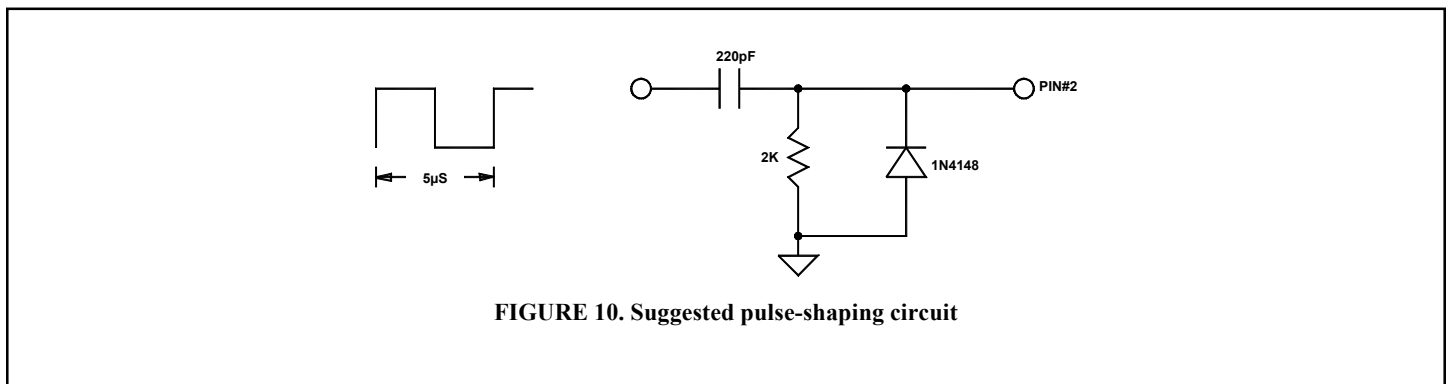 220pF
PIN#2
2K
1N4148
5µS
FIGURE 10. Suggested pulse-shaping circuit